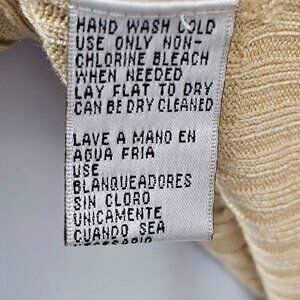 HAND WASH COLD
USE ONLY NON-
CHLORINE BLEACH
WHEN NEEDED
LAY FLAT TO DRY
CAN BE DRY CLEANED
LAVE A MANO EN
AGUA FRIA
USE
BLANQUEADORES
SIN CLORO
UNICAMENTE
CUANDO SEA